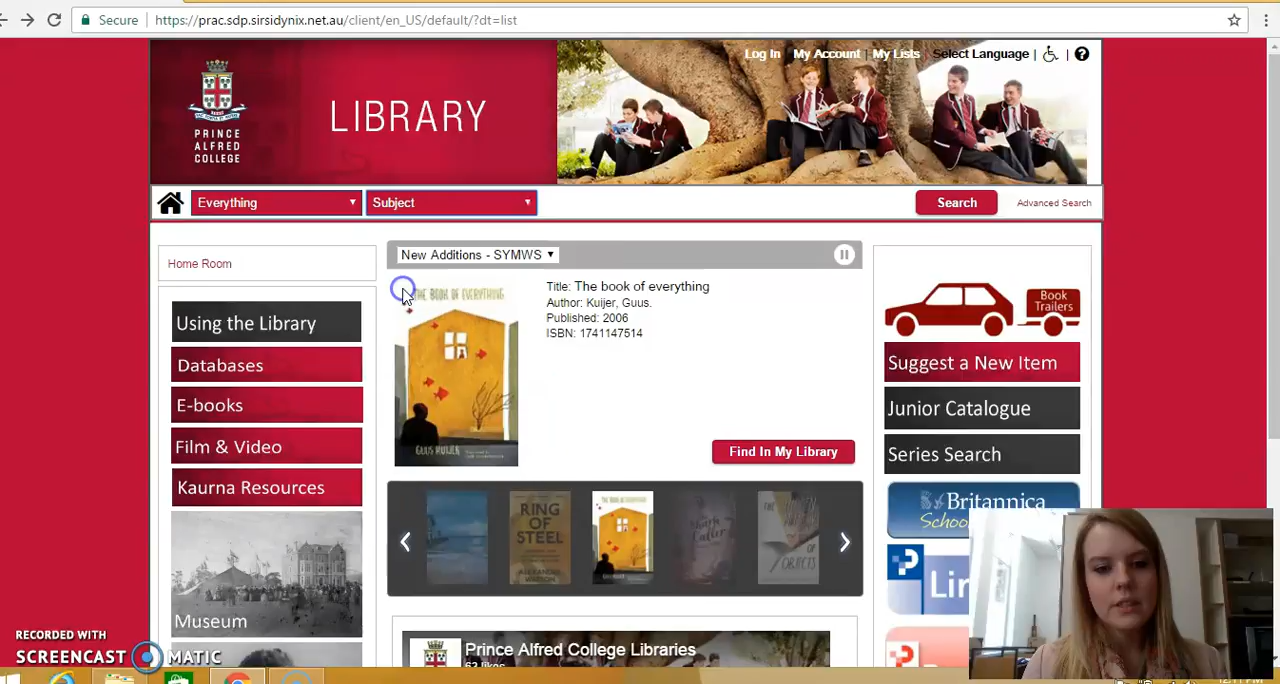 Secure
https://prac.sdp.sirsidynix.net.au/client/en_US/default/?dt=list
Log In
My Account
My Lists
Select Language
PRINCE
ALFRED
COLLEGE
LIBRARY
Everything
Subject
Search
Advanced Search
Home Room
Using the Library
Databases
E-books
Film & Video
Kaurna Resources
Museum
New Additions - SYMWS
THE BOOK OF EVERYTHING
GUUS KUIJER
Title: The book of everything
Author: Kuijer, Guus.
Published: 2006
ISBN: 1741147514
Find In My Library
RING
OF
STEEL
Prince Alfred College Libraries
Book
Trailers
Suggest a New Item
Junior Catalogue
Series Search
Britannica
RECORDED WITH
SCREENCAST MATIC